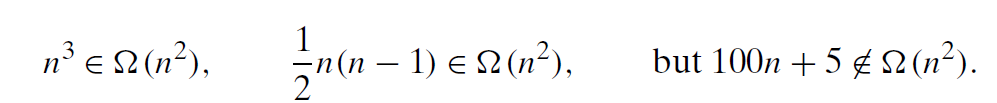 n³ ∈ Ω(n²), ½n(n − 1) ∈ Ω(n²), but 100n + 5 ∉ Ω(n²).